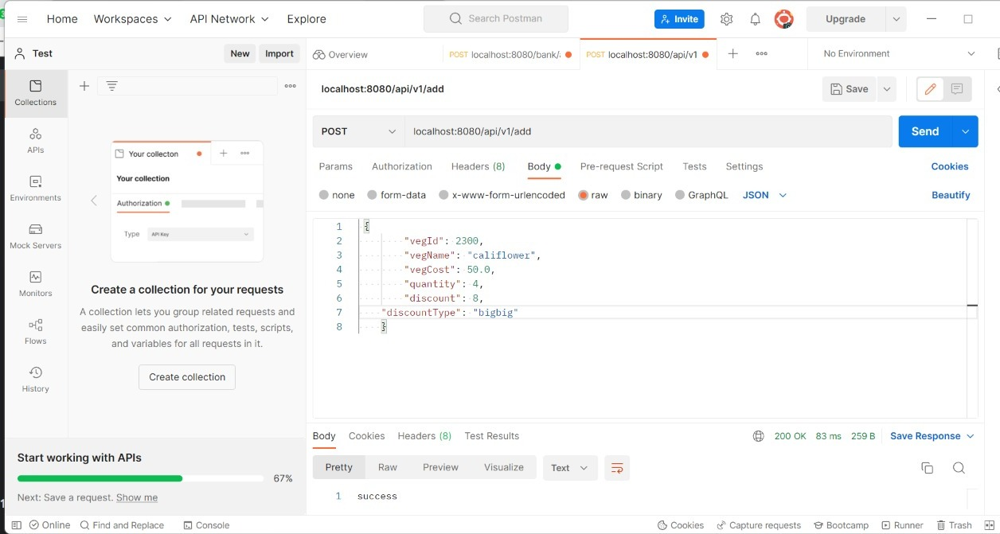 Home Workspaces API Network Explore Search Postman Invite Upgrade
Test New Import Overview POST localhost:8080/bank/ POST localhost:8080/api/v1 No Environment
localhost:8080/api/v1/add Save
Collections
APIs
Environments
Mock Servers
Monitors
Flows
History
Your collecton
Your collection
Authorization
Type API Key
Create a collection for your requests
A collection lets you group related requests and
easily set common authorization, tests, scripts,
and variables for all requests in it.
Create collection
Start working with APIs
67%
Next: Save a request. Show me
POST localhost:8080/api/v1/add Send
Params Authorization Headers (8) Body Pre-request Script Tests Settings Cookies
none form-data x-www-form-urlencoded raw binary GraphQL JSON Beautify
1 {
2 "vegId": 2300,
3 "vegName": "califlower",
4 "vegCost": 50.0,
5 "quantity": 4,
6 "discount": 8,
7 "discountType": "bigbig"
8 }
Body Cookies Headers (8) Test Results 200 OK 83 ms 259 B Save Response
Pretty Raw Preview Visualize Text
1 success
Online Find and Replace Console Cookies Capture requests Bootcamp Runner Trash